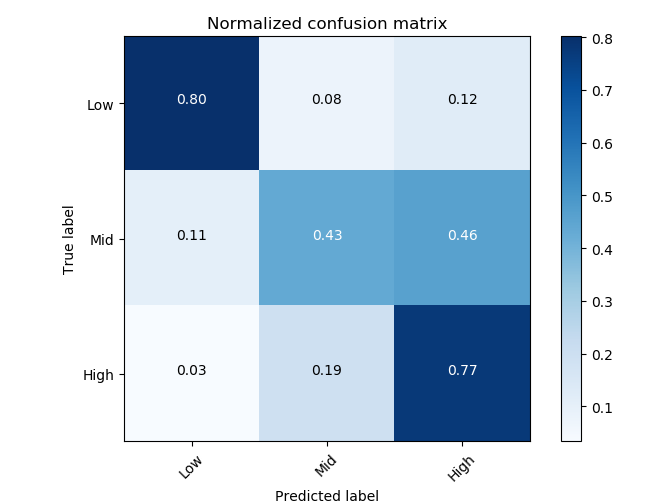 Normalized confusion matrix
Low 0.80 0.08 0.12
Mid 0.11 0.43 0.46
High 0.03 0.19 0.77
Low Mid High
True label
Predicted label
0.8
0.7
0.6
0.5
0.4
0.3
0.2
0.1